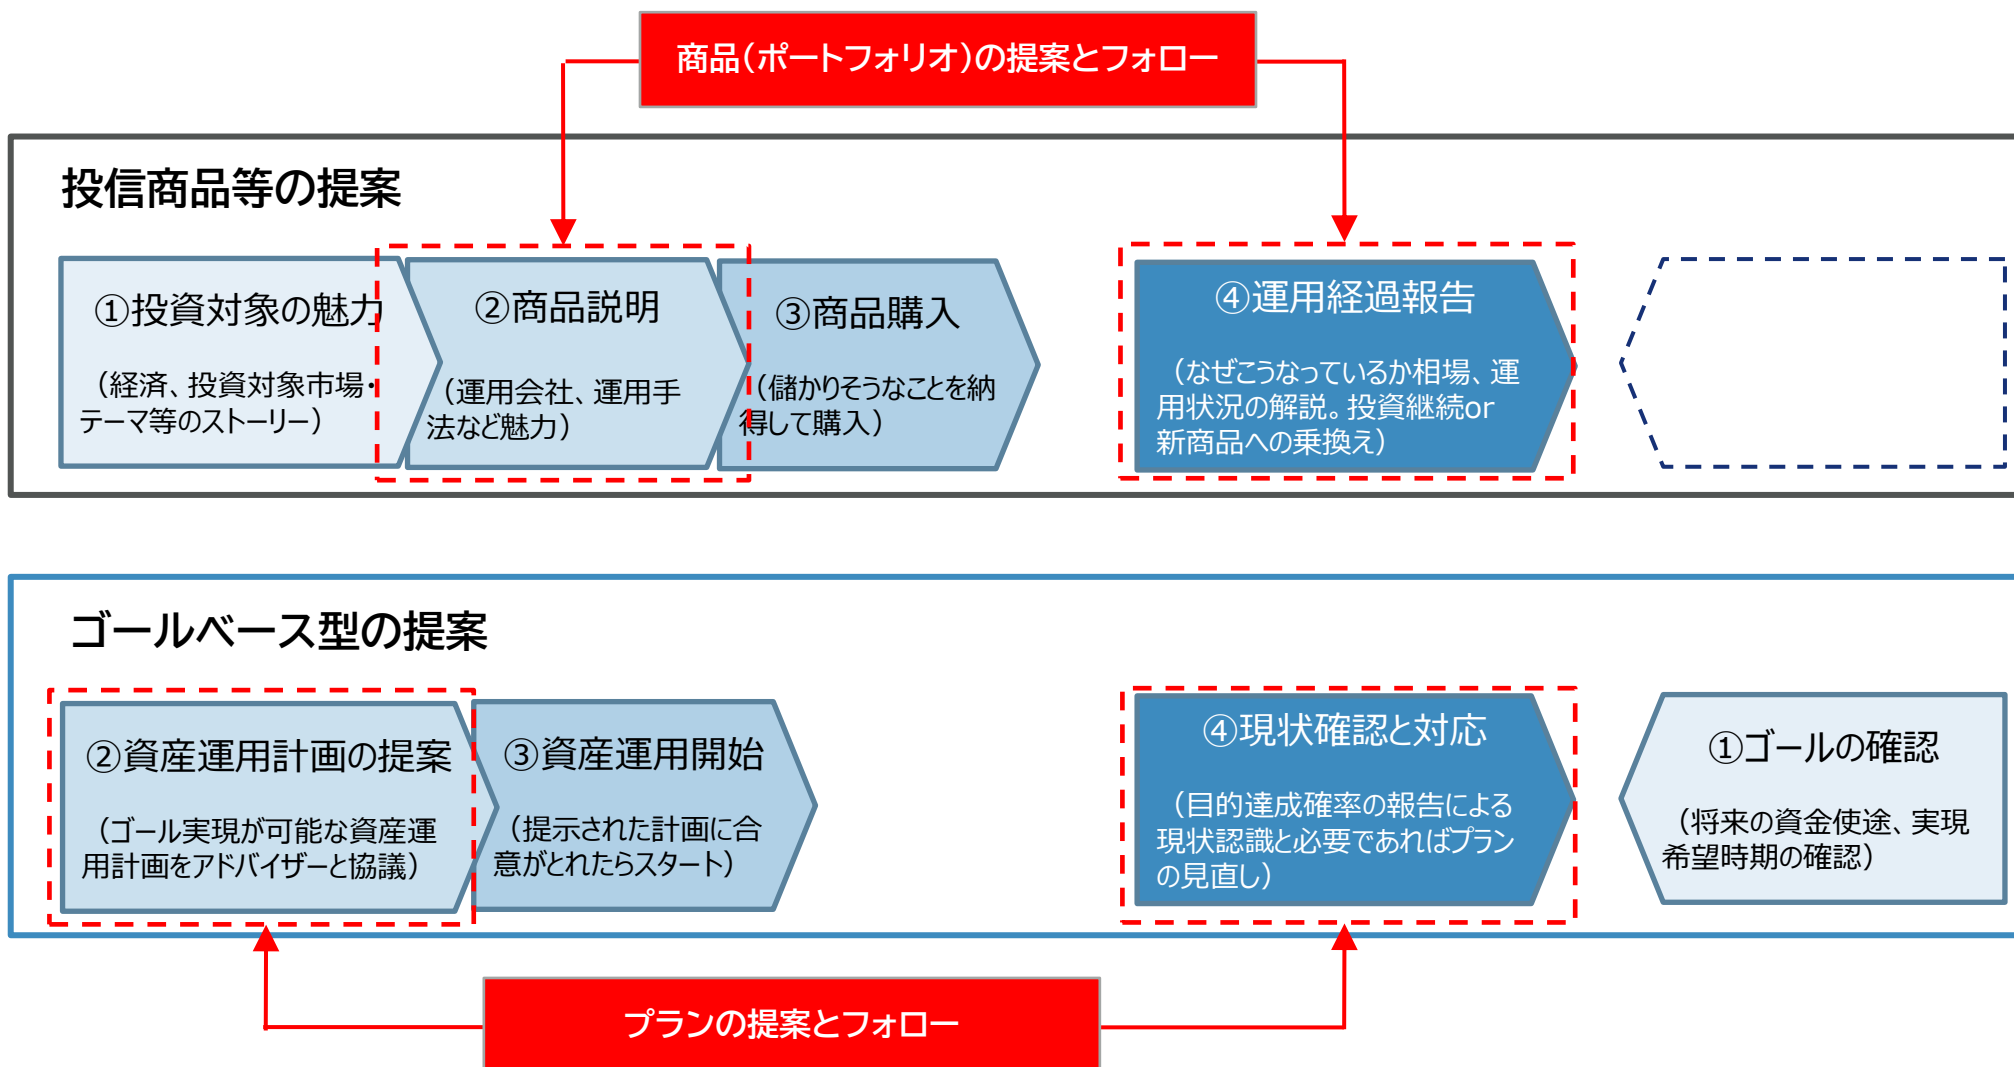 商品（ポートフォリオ）の提案とフォロー
投信商品等の提案
①投資対象の魅力
（経済、投資対象市場・
テーマ等のストーリー）
②商品説明
（運用会社、運用手
法など魅力）
③商品購入
（儲かりそうなことを納
得して購入）
④運用経過報告
（なぜこうなっているか相場、運
用状況の解説。投資継続or
新商品への乗換え）
ゴールベース型の提案
②資産運用計画の提案
（ゴール実現が可能な資産運
用計画をアドバイザーと協議）
③資産運用開始
（提示された計画に合
意がとれたらスタート）
④現状確認と対応
（目的達成確率の報告による
現状認識と必要であればプラン
の見直し）
①ゴールの確認
（将来の資金使途、実現
希望時期の確認）
プランの提案とフォロー